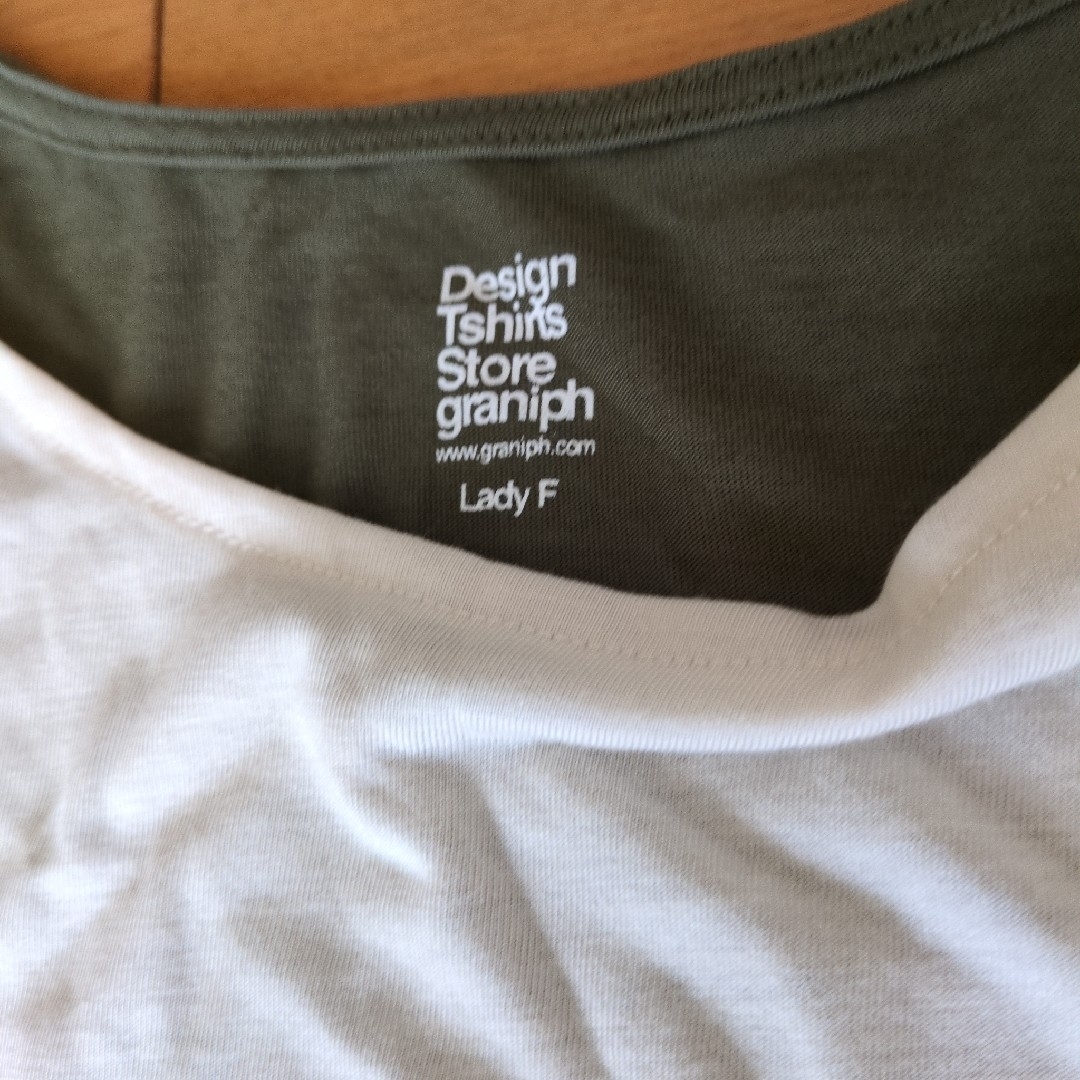 Design
Tshirts
Store
graniph
www.graniph.com
Lady F